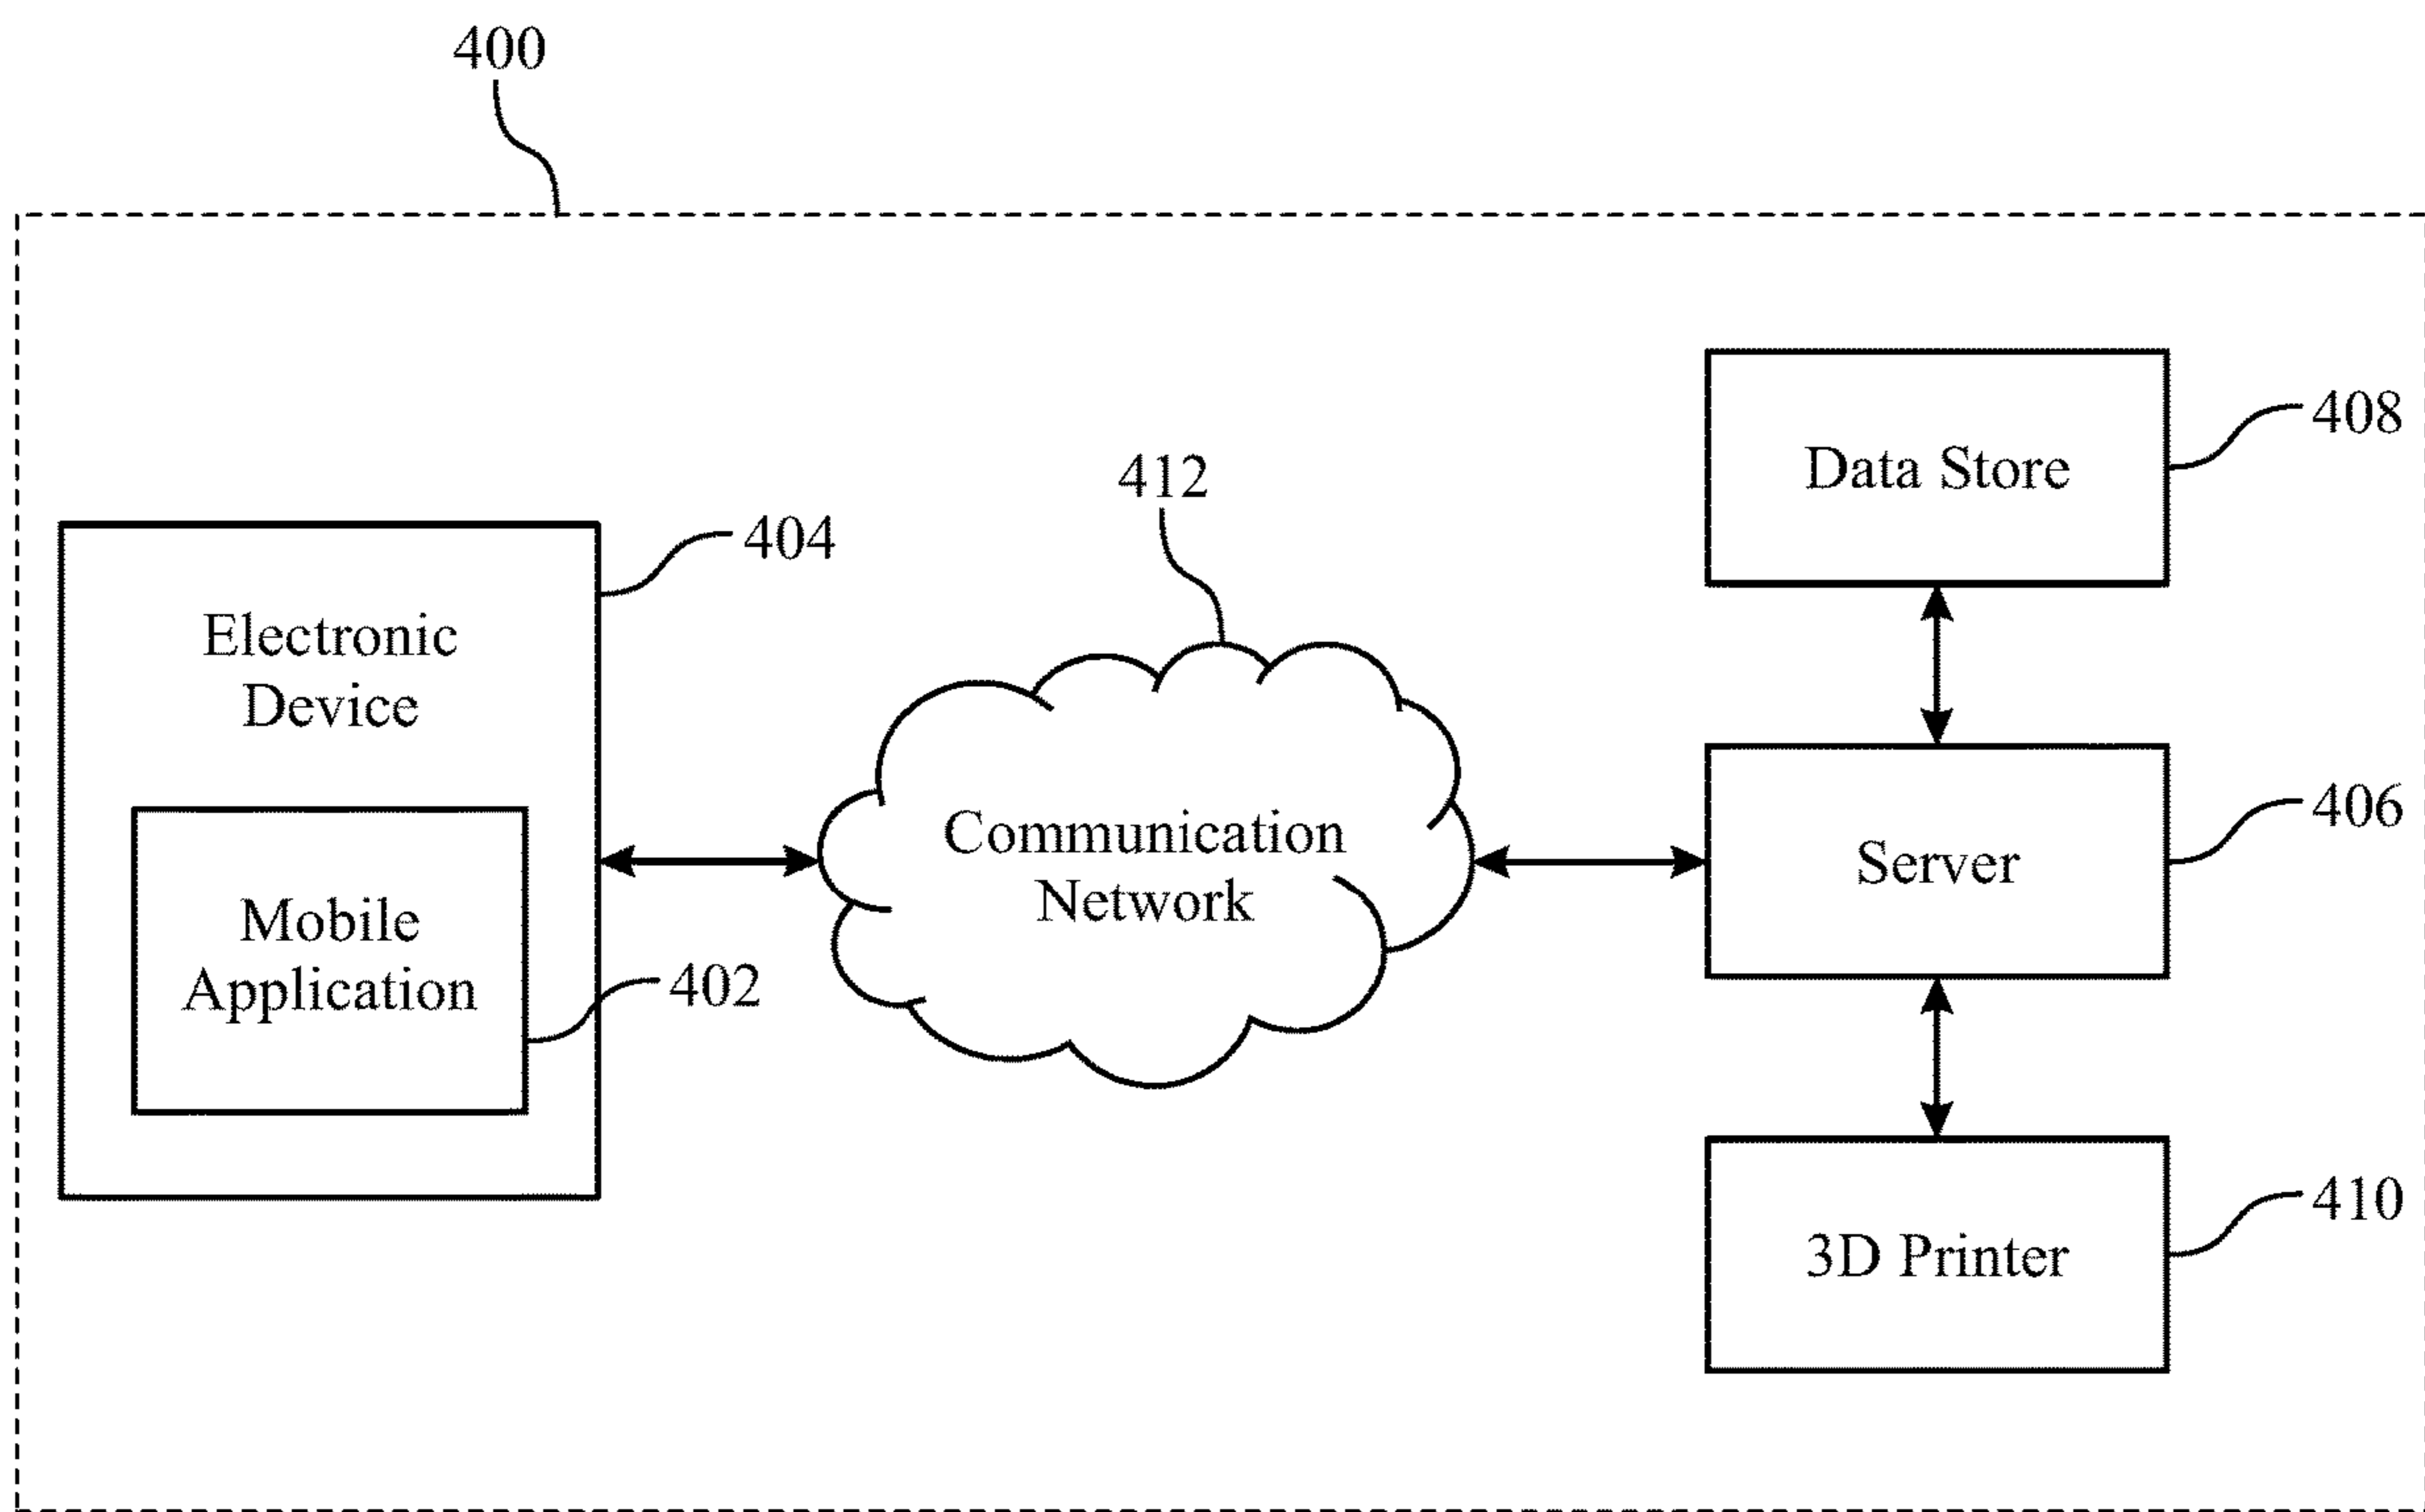 400
408
Data Store
412
404
Electronic
Device
406
Communication
Network
Server
Mobile
Application
402
410
3D Printer